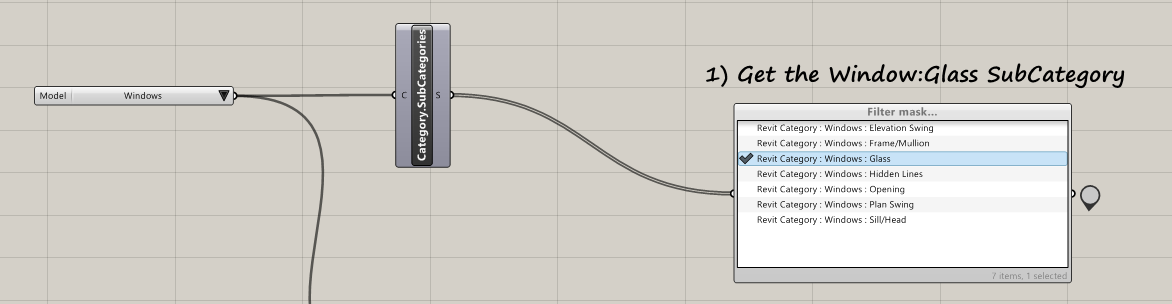 Model Windows
C Category.SubCategories S
1) Get the Window:Glass SubCategory
Filter mask...
Revit Category : Windows : Elevation Swing
Revit Category : Windows : Frame/Mullion
Revit Category : Windows : Glass
Revit Category : Windows : Hidden Lines
Revit Category : Windows : Opening
Revit Category : Windows : Plan Swing
Revit Category : Windows : Sill/Head
7 items, 1 selected